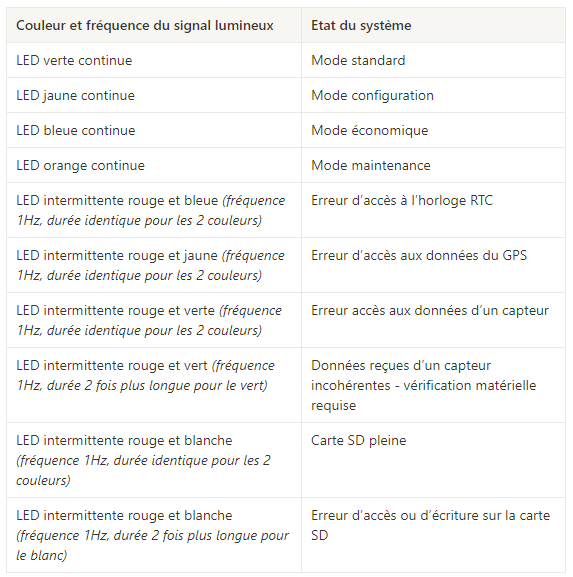 Couleur et fréquence du signal lumineux
Etat du système
LED verte continue
Mode standard
LED jaune continue
Mode configuration
LED bleue continue
Mode économique
LED orange continue
Mode maintenance
LED intermittente rouge et bleue (fréquence
1Hz, durée identique pour les 2 couleurs)
Erreur d'accès à l'horloge RTC
LED intermittente rouge et jaune (fréquence
1Hz, durée identique pour les 2 couleurs)
Erreur d'accès aux données du GPS
LED intermittente rouge et verte (fréquence
1Hz, durée identique pour les 2 couleurs)
Erreur accès aux données d'un capteur
LED intermittente rouge et vert (fréquence
1Hz, durée 2 fois plus longue pour le vert)
Données reçues d'un capteur
incohérentes - vérification matérielle
requise
LED intermittente rouge et blanche
(fréquence 1Hz, durée identique pour les 2
couleurs)
Carte SD pleine
LED intermittente rouge et blanche
(fréquence 1Hz, durée 2 fois plus longue pour
le blanc)
Erreur d'accès ou d'écriture sur la carte
SD